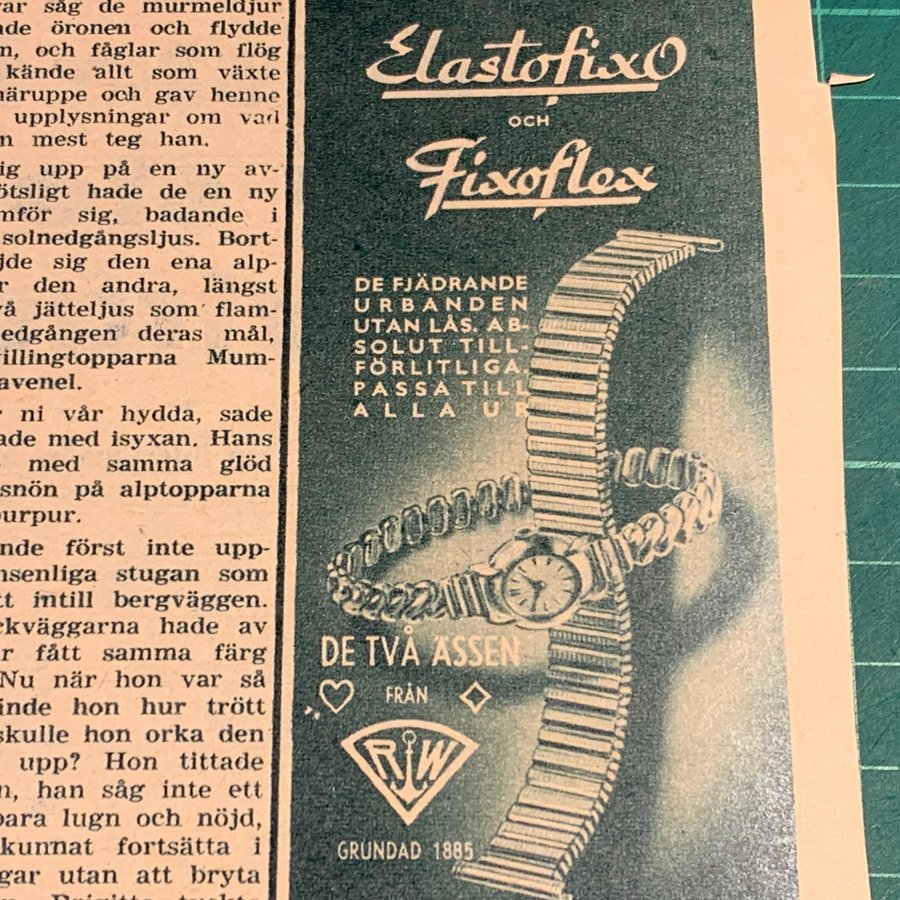 var såg de murmeldjur
öronen och flydde
n, och fåglar som flög
kände allt som växte
och gav henne
upplysningar om vad
n mest teg han.
ig upp på en ny av-
ötsligt hade de en ny
mför sig, badande i
solnedgångsljus. Bort-
jde sig den ena alp-
r den andra, längst
vå jätteljus som flam-
edgången deras mål,
villingtopparna Mum-
avenel.
r ni vår hydda, sade
ade med isyxan. Hans
med samma glöd
snön på alptopparna
purpur.
nde först inte upp-
nsenliga stugan som
tt intill bergväggen.
ckväggarna hade av
r fått samma färg
Nu när hon var så
inde hon hur trött
skulle hon orka den
upp? Hon tittade
n, han såg inte ett
bara lugn och nöjd,
kunnat fortsätta i
gar utan att bryta
Elastofixo
OCH
Fixoflex
DE FJÄDRANDE
URBANDEN
UTAN LÅS. AB-
SOLUT TILL-
FÖRLITLIGA.
PASSA TILL
ALLA UR
DE TVÅ ÄSSEN
FRÅN
RW
GRUNDAD 1885